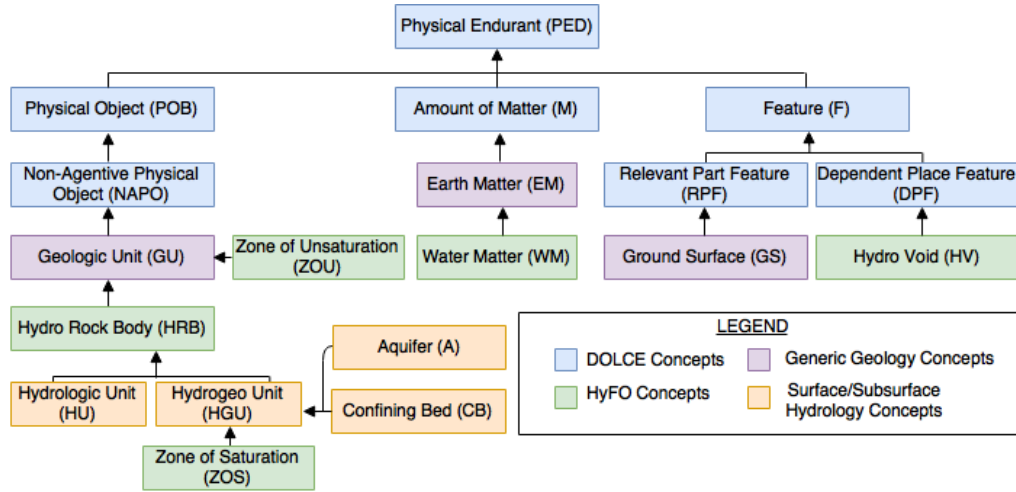 Physical Endurant (PED)
Physical Object (POB)
Amount of Matter (M)
Feature (F)
Non-Agentive Physical
Object (NAPO)
Earth Matter (EM)
Relevant Part Feature
(RPF)
Dependent Place Feature
(DPF)
Geologic Unit (GU)
Zone of Unsaturation
(ZOU)
Water Matter (WM)
Ground Surface (GS)
Hydro Void (HV)
Hydro Rock Body (HRB)
Aquifer (A)
Hydrologic Unit
(HU)
Hydrogeo Unit
(HGU)
Confining Bed (CB)
Zone of Saturation
(ZOS)
LEGEND
DOLCE Concepts
Generic Geology Concepts
HyFO Concepts
Surface/Subsurface
Hydrology Concepts